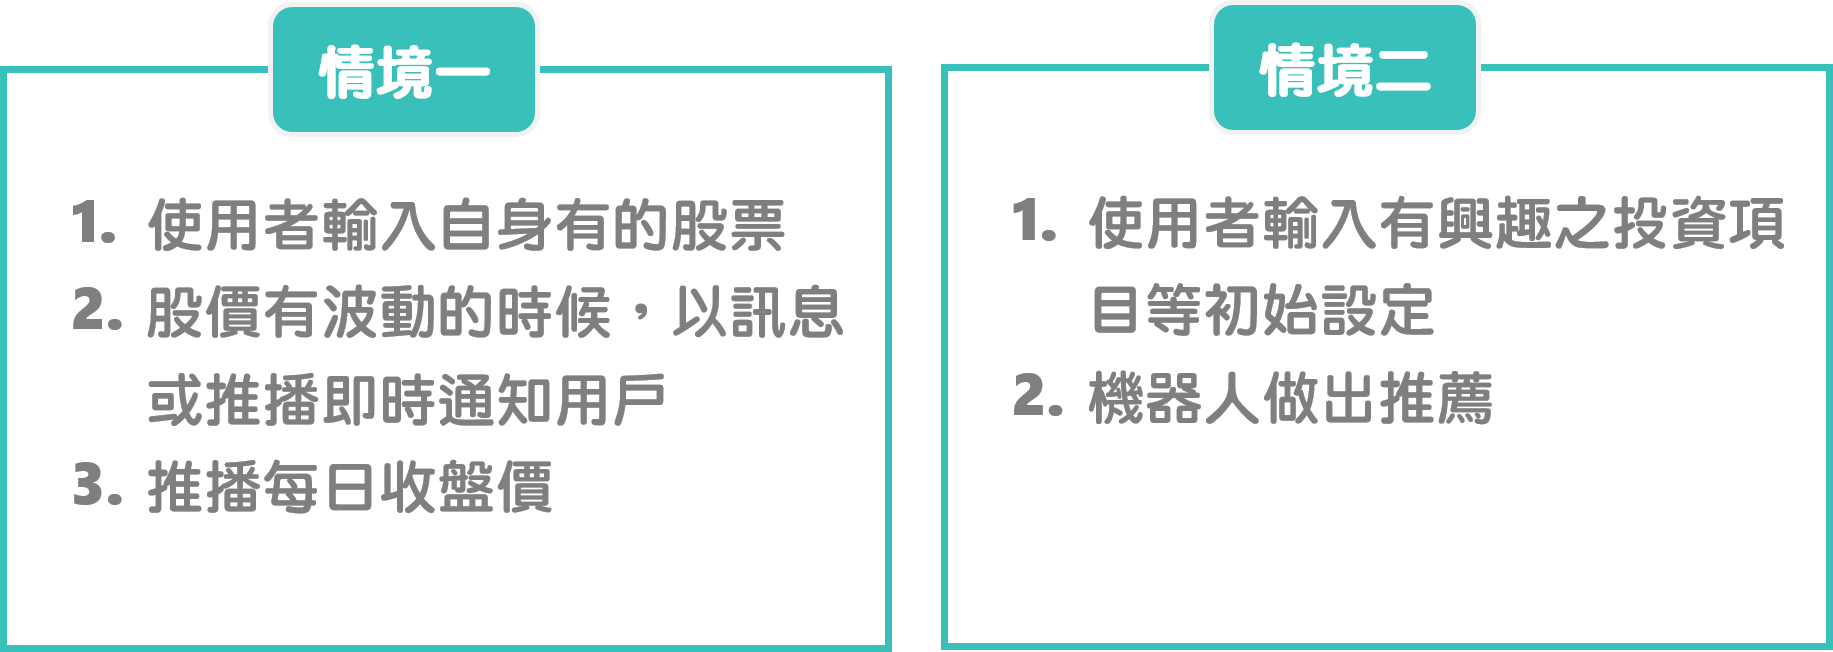 情境一
1. 使用者輸入自身有的股票
2. 股價有波動的時候，以訊息
或推播即時通知用戶
3. 推播每日收盤價
情境二
1. 使用者輸入有興趣之投資項
目等初始設定
2. 機器人做出推薦